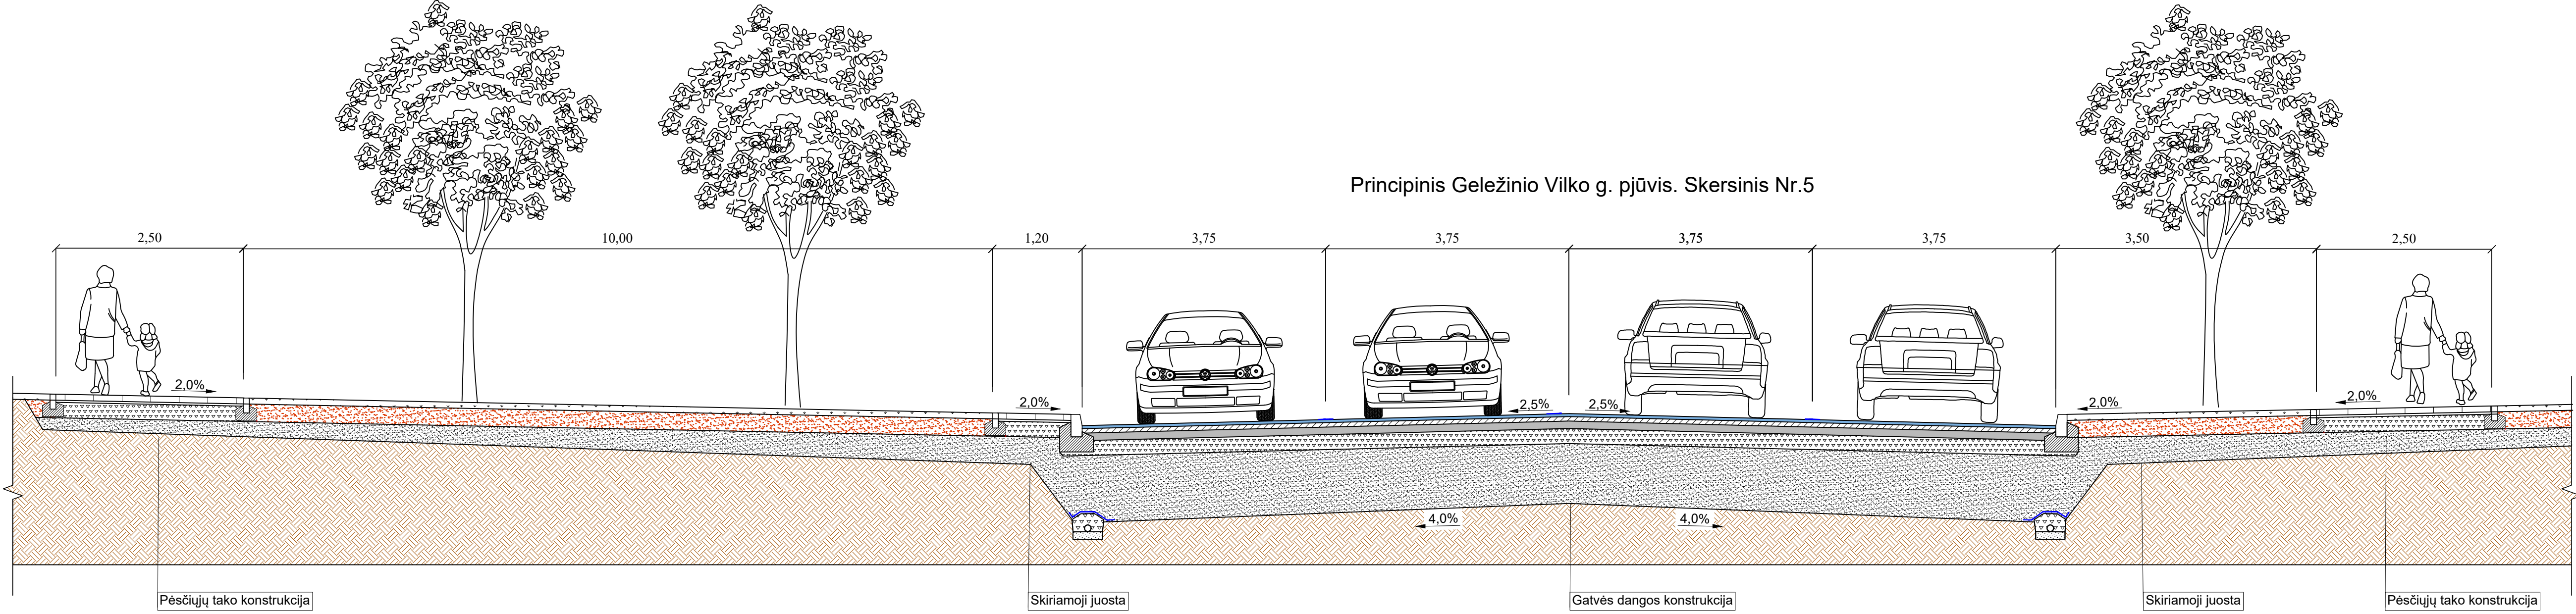 Principinis Geležinio Vilko g. pjūvis. Skersinis Nr.5
2,50 10,00 1,20 3,75 3,75 3,75 3,75 3,50 2,50
2,0% 2,0% 2,5% 2,5% 2,0% 2,0%
4,0% 4,0%
Pėsčiųjų tako konstrukcija Skiriamoji juosta Gatvės dangos konstrukcija Skiriamoji juosta Pėsčiųjų tako konstrukcija